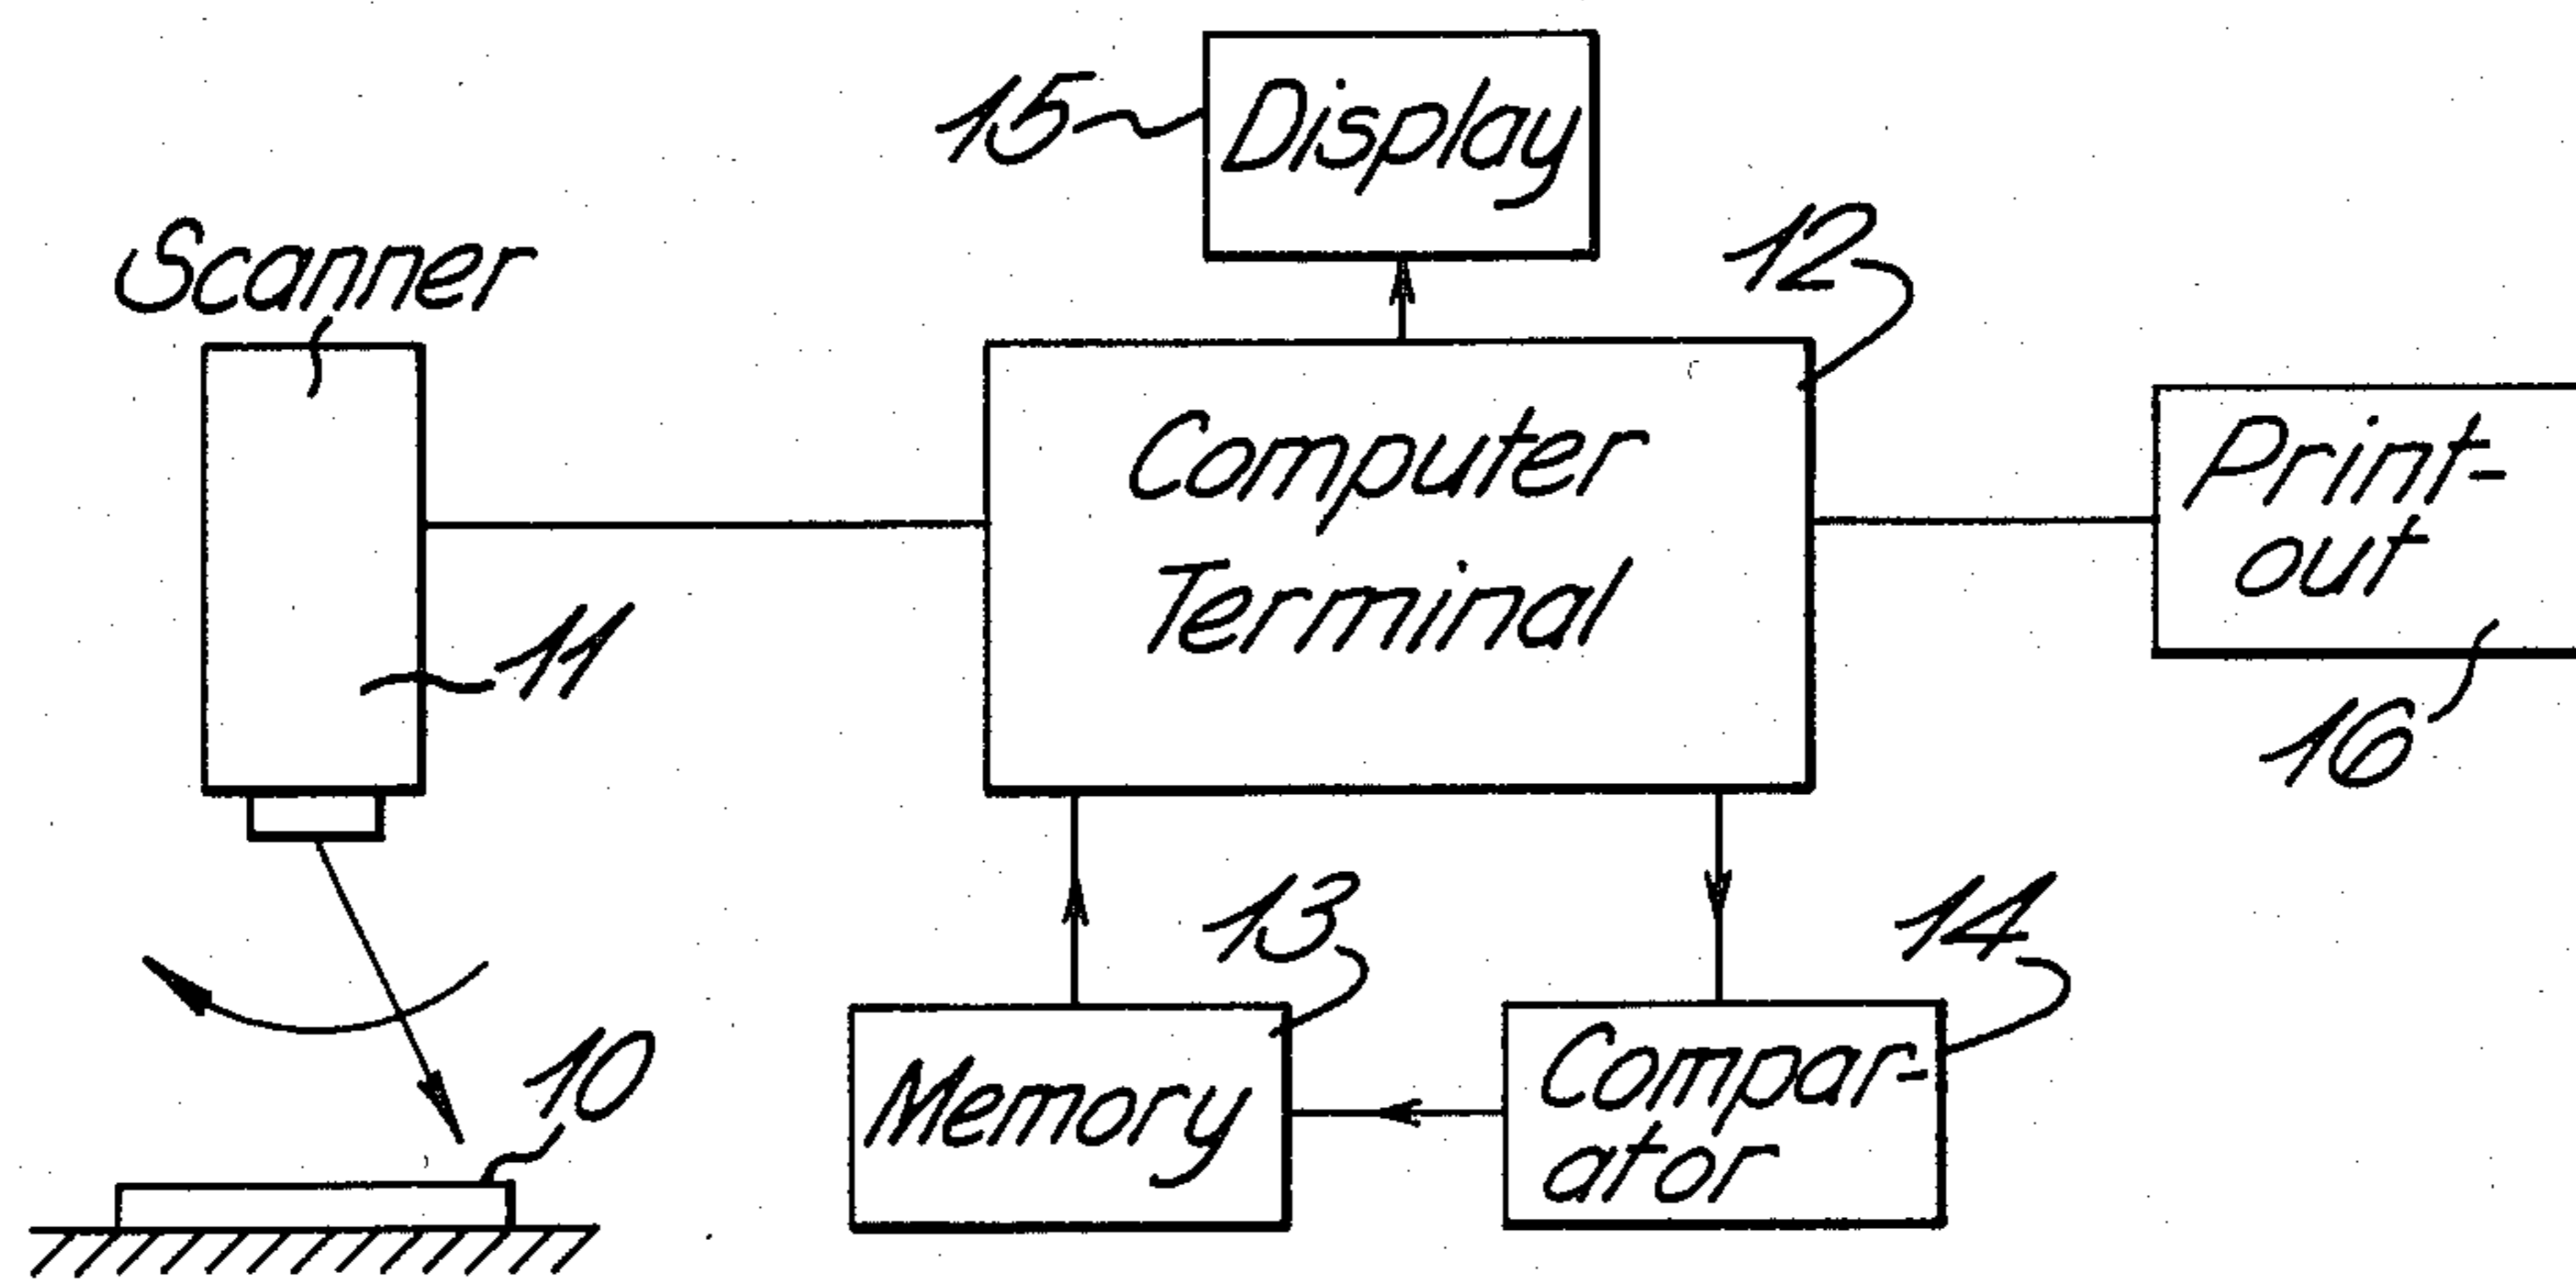 15
Display
12
Scanner
Computer
Terminal
Print-
out
11
16
13
14
10
Memory
Compar-
ator